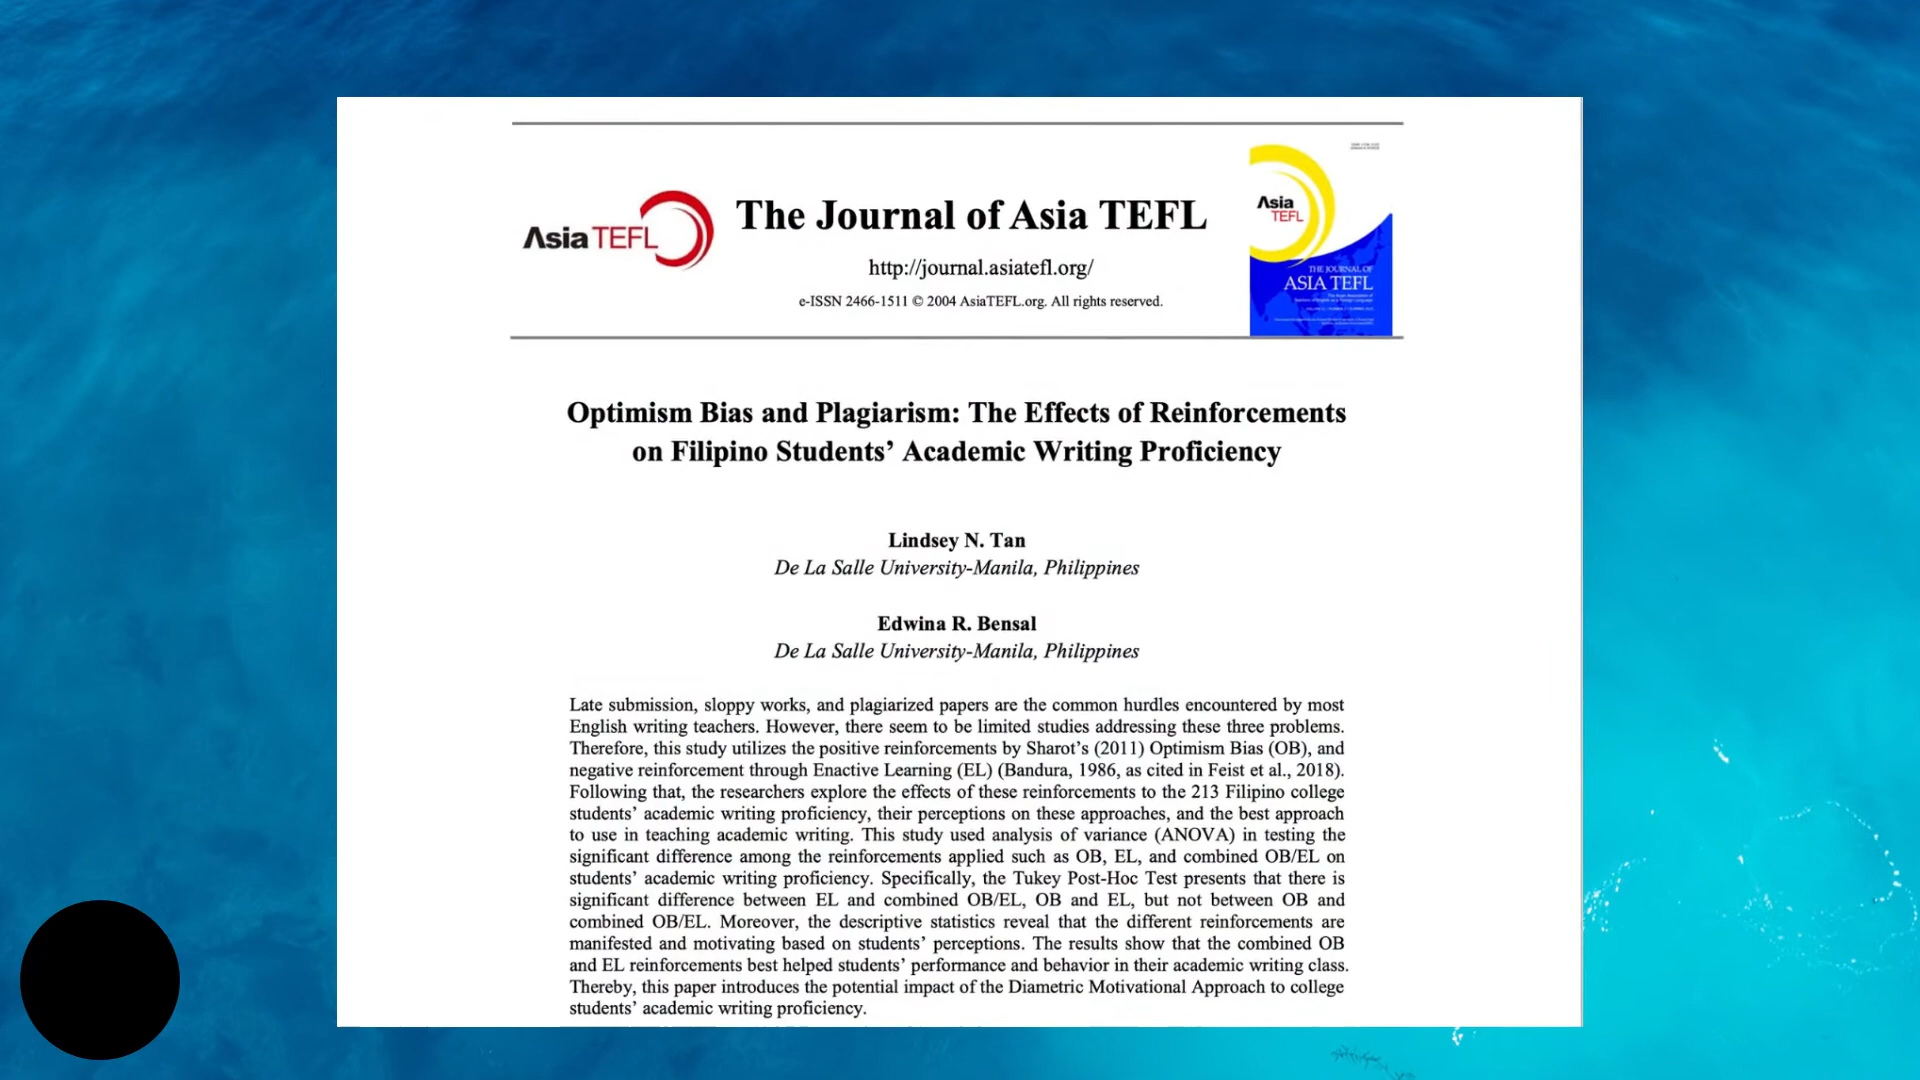 Asia TEFL
The Journal of Asia TEFL
http://journal.asiatefl.org/
e-ISSN 2466-1511 © 2004 AsiaTEFL.org. All rights reserved.
Asia
TEFL
THE JOURNAL OF
ASIA TEFL
Optimism Bias and Plagiarism: The Effects of Reinforcements
on Filipino Students’ Academic Writing Proficiency
Lindsey N. Tan
De La Salle University-Manila, Philippines
Edwina R. Bensal
De La Salle University-Manila, Philippines
Late submission, sloppy works, and plagiarized papers are the common hurdles encountered by most
English writing teachers. However, there seem to be limited studies addressing these three problems.
Therefore, this study utilizes the positive reinforcements by Sharot’s (2011) Optimism Bias (OB), and
negative reinforcement through Enactive Learning (EL) (Bandura, 1986, as cited in Feist et al., 2018).
Following that, the researchers explore the effects of these reinforcements to the 213 Filipino college
students’ academic writing proficiency, their perceptions on these approaches, and the best approach
to use in teaching academic writing. This study used analysis of variance (ANOVA) in testing the
significant difference among the reinforcements applied such as OB, EL, and combined OB/EL on
students’ academic writing proficiency. Specifically, the Tukey Post-Hoc Test presents that there is
significant difference between EL and combined OB/EL, OB and EL, but not between OB and
combined OB/EL. Moreover, the descriptive statistics reveal that the different reinforcements are
manifested and motivating based on students’ perceptions. The results show that the combined OB
and EL reinforcements best helped students’ performance and behavior in their academic writing class.
Thereby, this paper introduces the potential impact of the Diametric Motivational Approach to college
students’ academic writing proficiency.